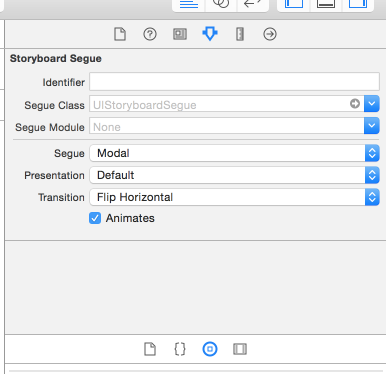 Storyboard Segue
Identifier
Segue Class UIStoryboardSegue
Segue Module None
Segue Modal
Presentation Default
Transition Flip Horizontal
Animates